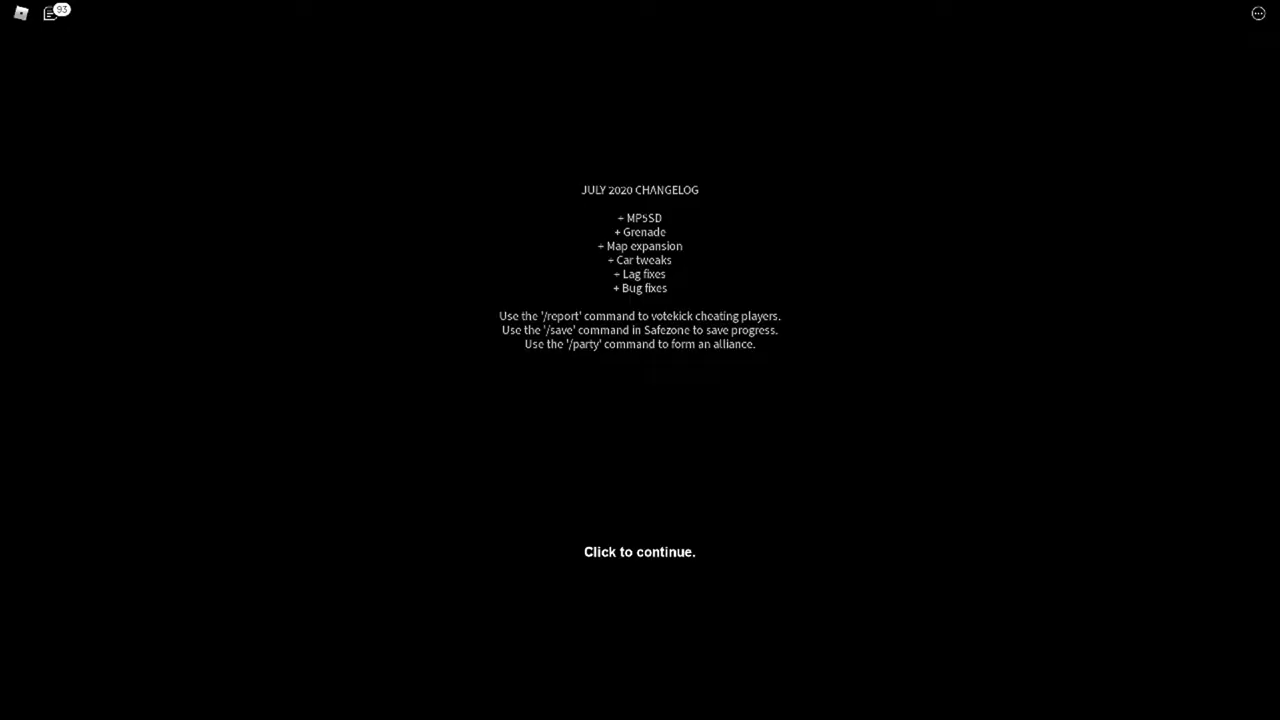 93
JULY 2020 CHANGELOG
+ MP5SD
+ Grenade
+ Map expansion
+ Car tweaks
+ Lag fixes
+ Bug fixes
Use the '/report' command to votekick cheating players.
Use the '/save' command in Safezone to save progress.
Use the '/party' command to form an alliance.
Click to continue.